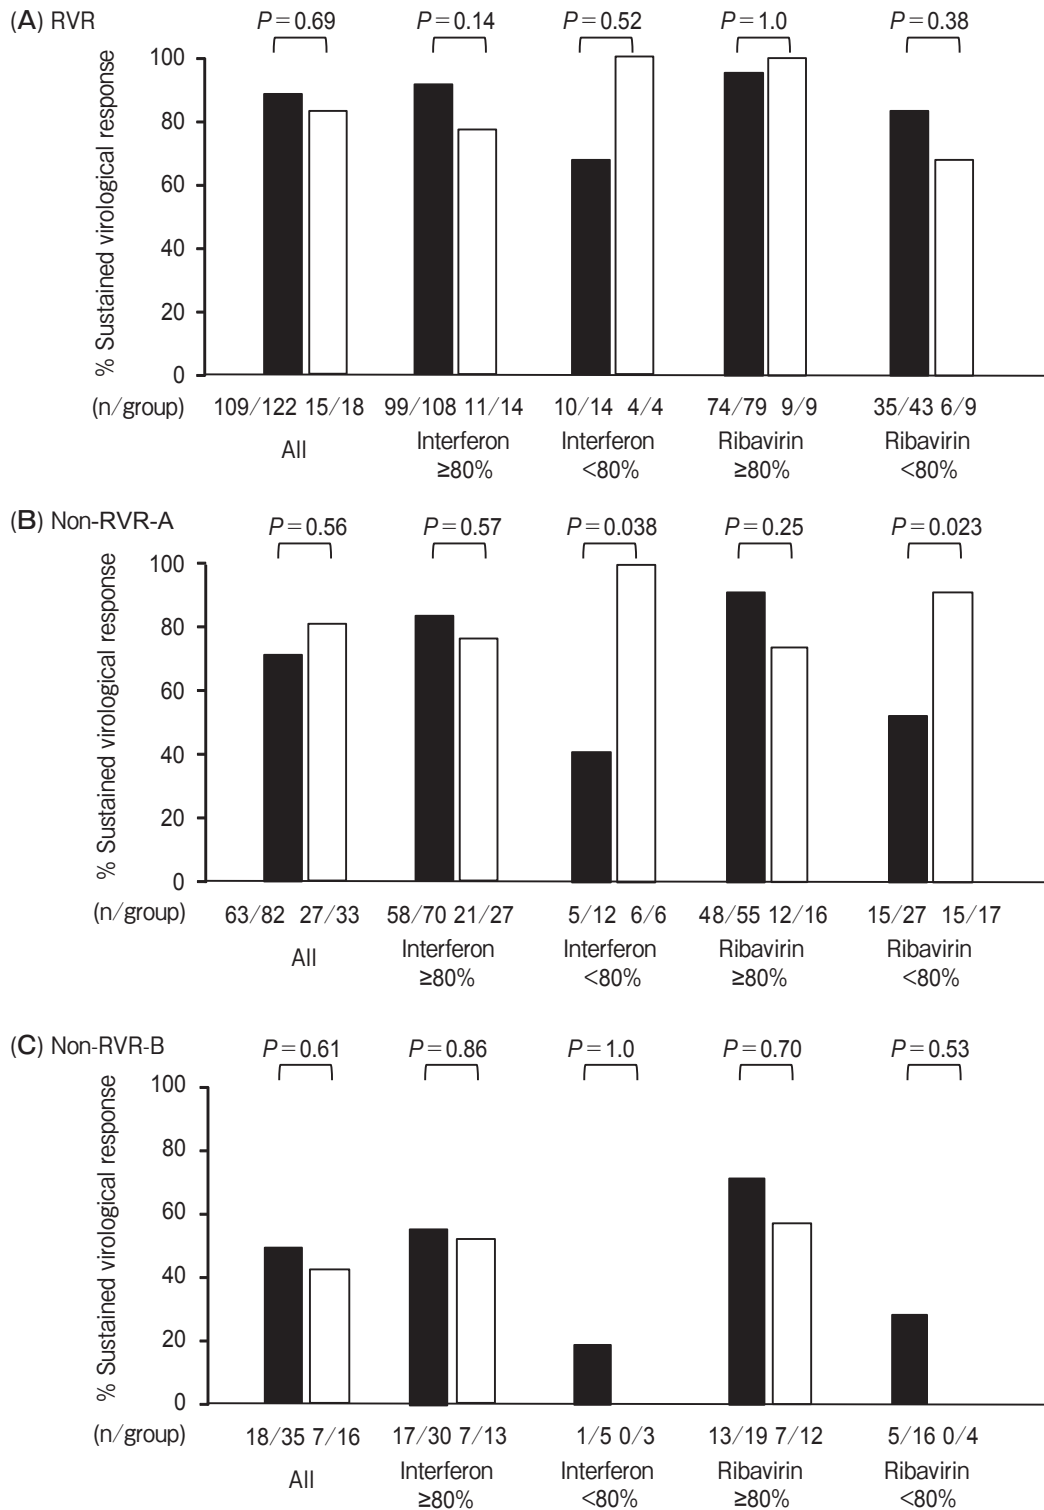 (A) RVR
P=0.69 P=0.14 P=0.52 P=1.0 P=0.38
% Sustained virological response
100
80
60
40
20
0
(n/group) 109/122 15/18 99/108 11/14 10/14 4/4 74/79 9/9 35/43 6/9
All Interferon Interferon Ribavirin Ribavirin
≥80% <80% ≥80% <80%
(B) Non-RVR-A
P=0.56 P=0.57 P=0.038 P=0.25 P=0.023
% Sustained virological response
100
80
60
40
20
0
(n/group) 63/82 27/33 58/70 21/27 5/12 6/6 48/55 12/16 15/27 15/17
All Interferon Interferon Ribavirin Ribavirin
≥80% <80% ≥80% <80%
(C) Non-RVR-B
P=0.61 P=0.86 P=1.0 P=0.70 P=0.53
% Sustained virological response
100
80
60
40
20
0
(n/group) 18/35 7/16 17/30 7/13 1/5 0/3 13/19 7/12 5/16 0/4
All Interferon Interferon Ribavirin Ribavirin
≥80% <80% ≥80% <80%